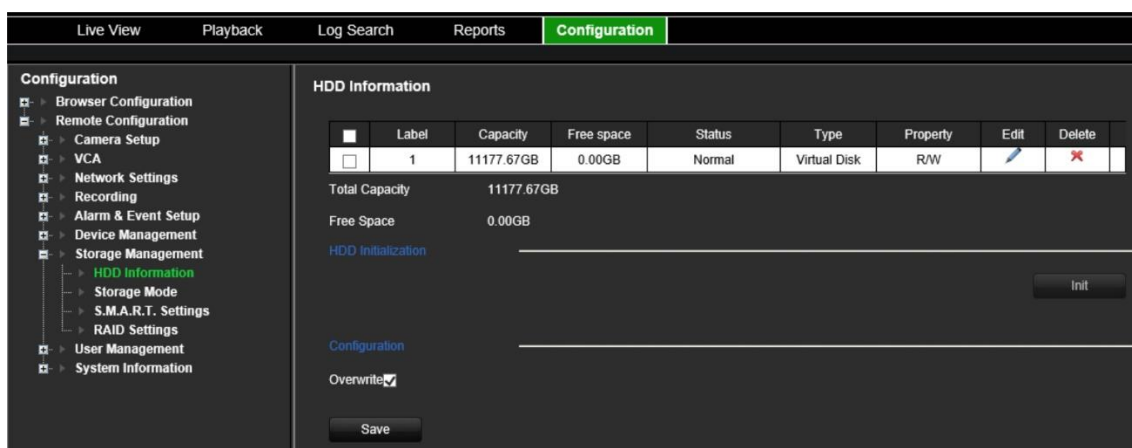 Live View Playback Log Search Reports Configuration
Configuration
Browser Configuration
Remote Configuration
Camera Setup
VCA
Network Settings
Recording
Alarm & Event Setup
Device Management
Storage Management
HDD Information
Storage Mode
S.M.A.R.T. Settings
RAID Settings
User Management
System Information
HDD Information
Label Capacity Free space Status Type Property Edit Delete
1 11177.67GB 0.00GB Normal Virtual Disk R/W
Total Capacity 11177.67GB
Free Space 0.00GB
HDD Initialization
Init
Configuration
Overwrite
Save